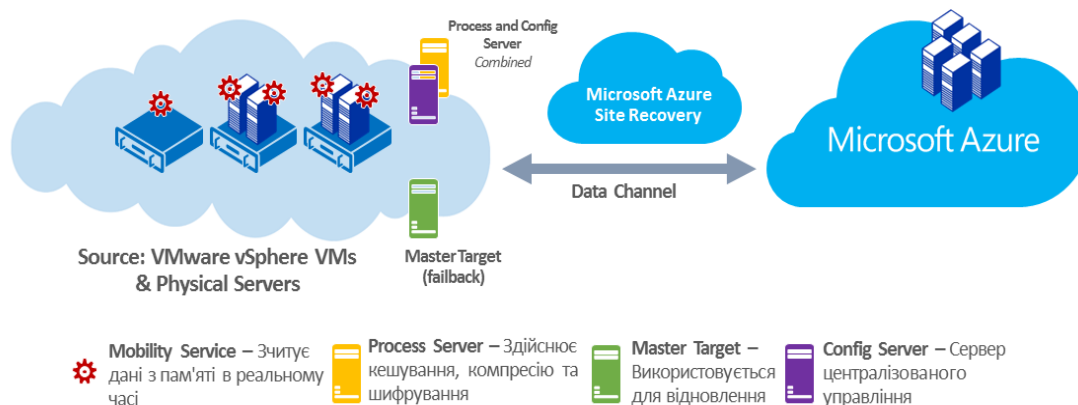 Process and Config
Server
Combined
Microsoft Azure
Site Recovery
Microsoft Azure
Data Channel
Source: VMware vSphere VMs
& Physical Servers
Master Target
(failback)
Mobility Service – Зчитує
дані з пам'яті в реальному
часі
Process Server – Здійснює
кешування, компресію та
шифрування
Master Target –
Використовується
для відновлення
Config Server – Сервер
централізованого
управління